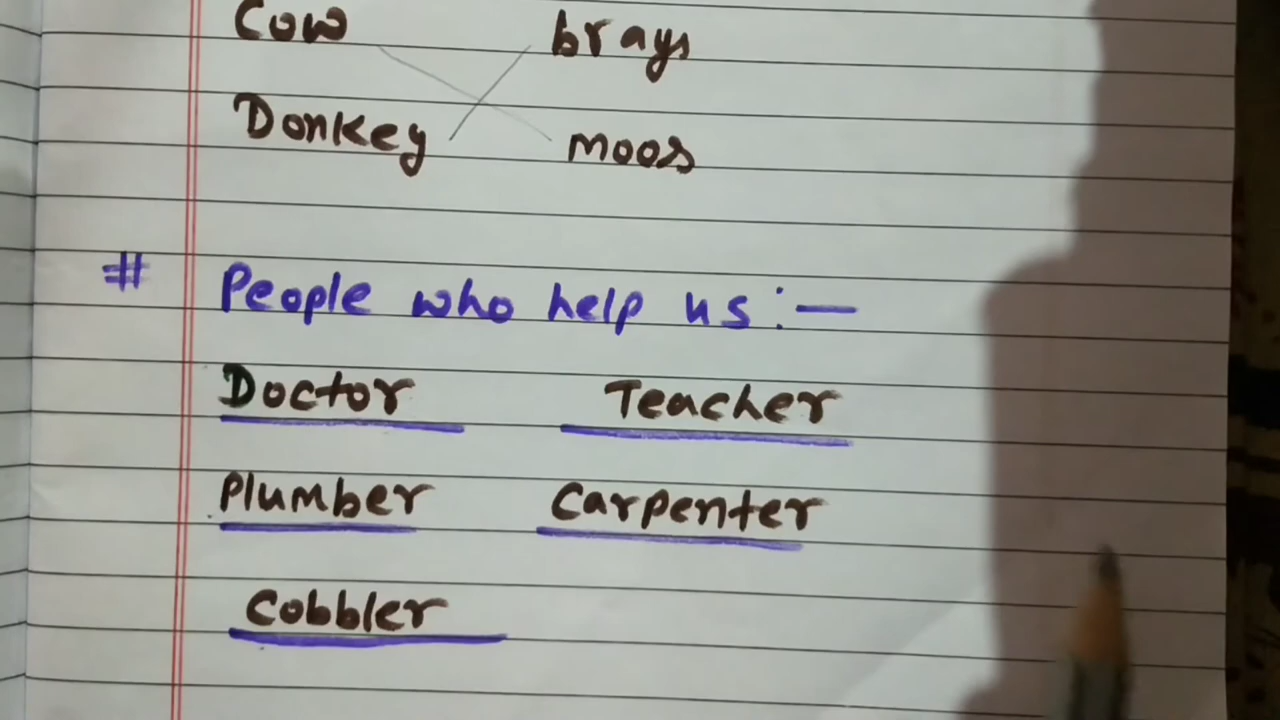 Cow brays
Donkey moos
# People who help us :—
Doctor Teacher
Plumber Carpenter
Cobbler